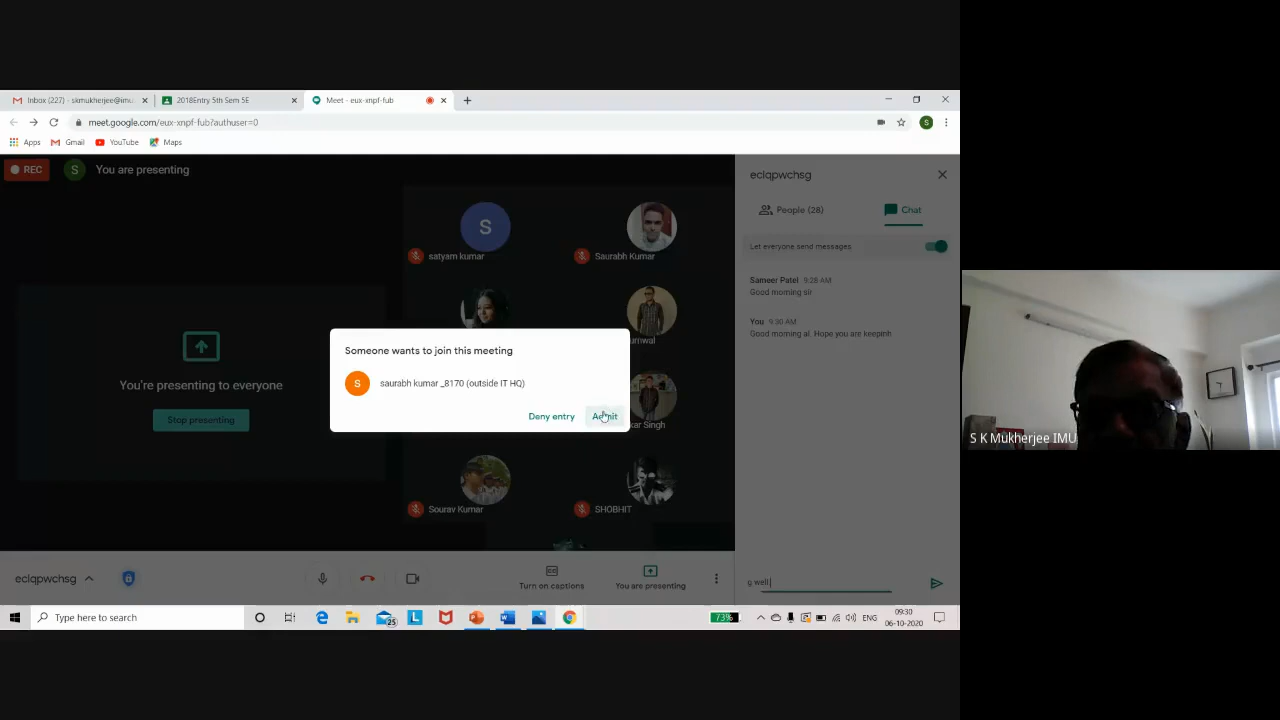 Inbox (227) - skmukherjee@imu.
2018Entry 5th Sem 5E
Meet - eux-xnpf-fub
meet.google.com/eux-xnpf-fub?authuser=0
Apps
Gmail
YouTube
Maps
REC
S
You are presenting
eclqpwchsg
People (28)
Chat
Let everyone send messages
Sameer Patel 9:28 AM
Good morning sir
You 9:30 AM
Good morning al. Hope you are keepinh
S
satyam kumar
Saurabh Kumar
umwal
kar Singh
You're presenting to everyone
Stop presenting
Someone wants to join this meeting
S
saurabh kumar _8170 (outside IT HQ)
Deny entry
Admit
Sourav Kumar
SHOBHIT
eclqpwchsg
Turn on captions
You are presenting
g well
Type here to search
25
73%
ENG
09:30
06-10-2020
S K Mukherjee IMU